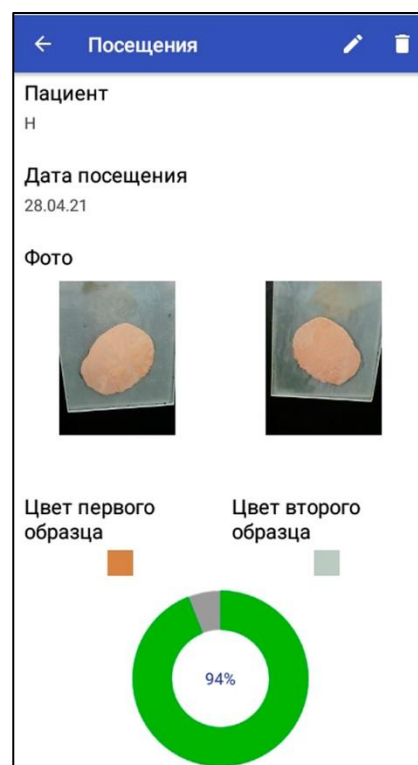 Посещения
Пациент
Н
Дата посещения
28.04.21
Фото
Цвет первого
образца
Цвет второго
образца
94%